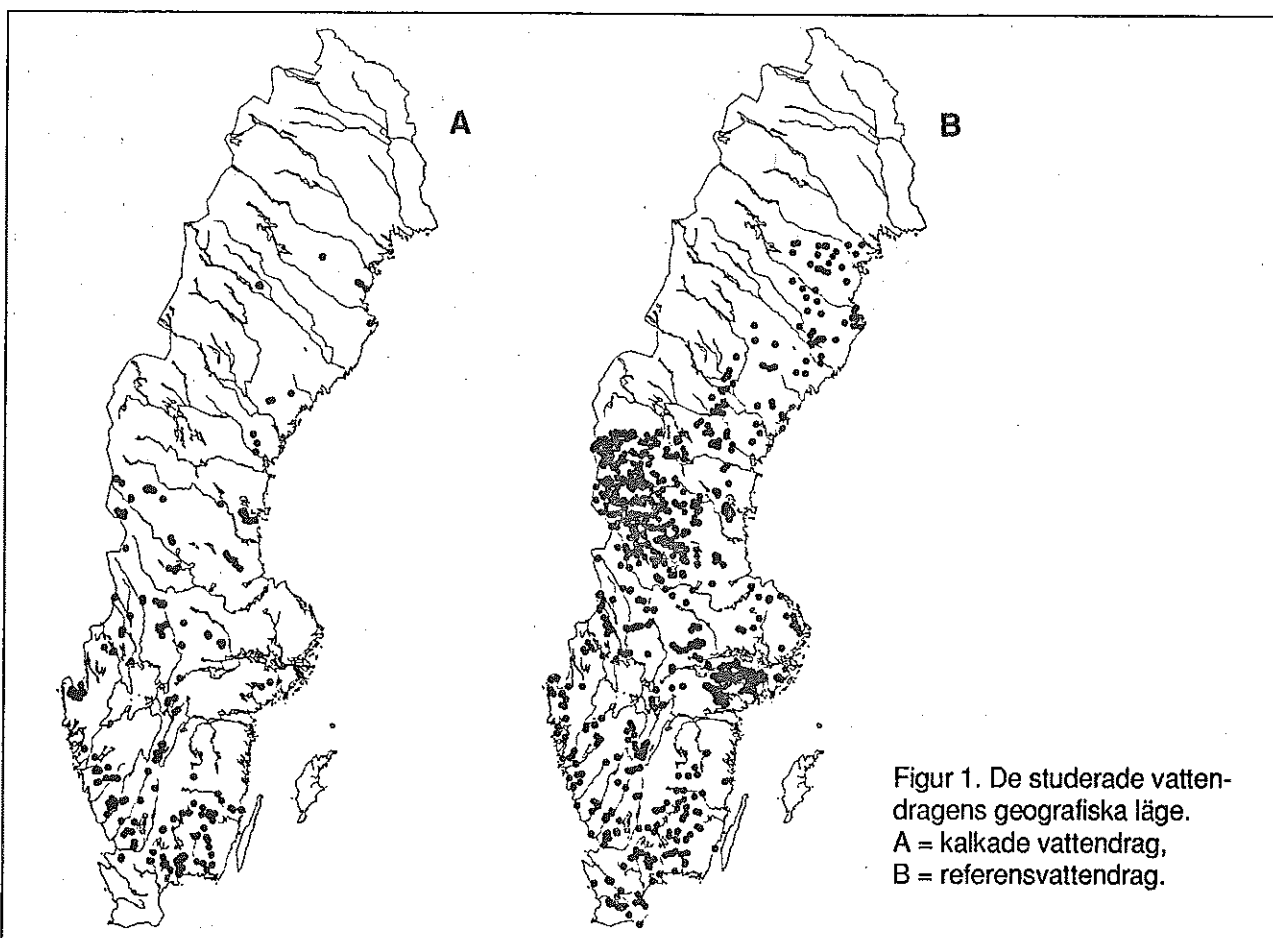 A
B
Figur 1. De studerade vatten-
dragens geografiska läge.
A = kalkade vattendrag,
B = referensvattendrag.